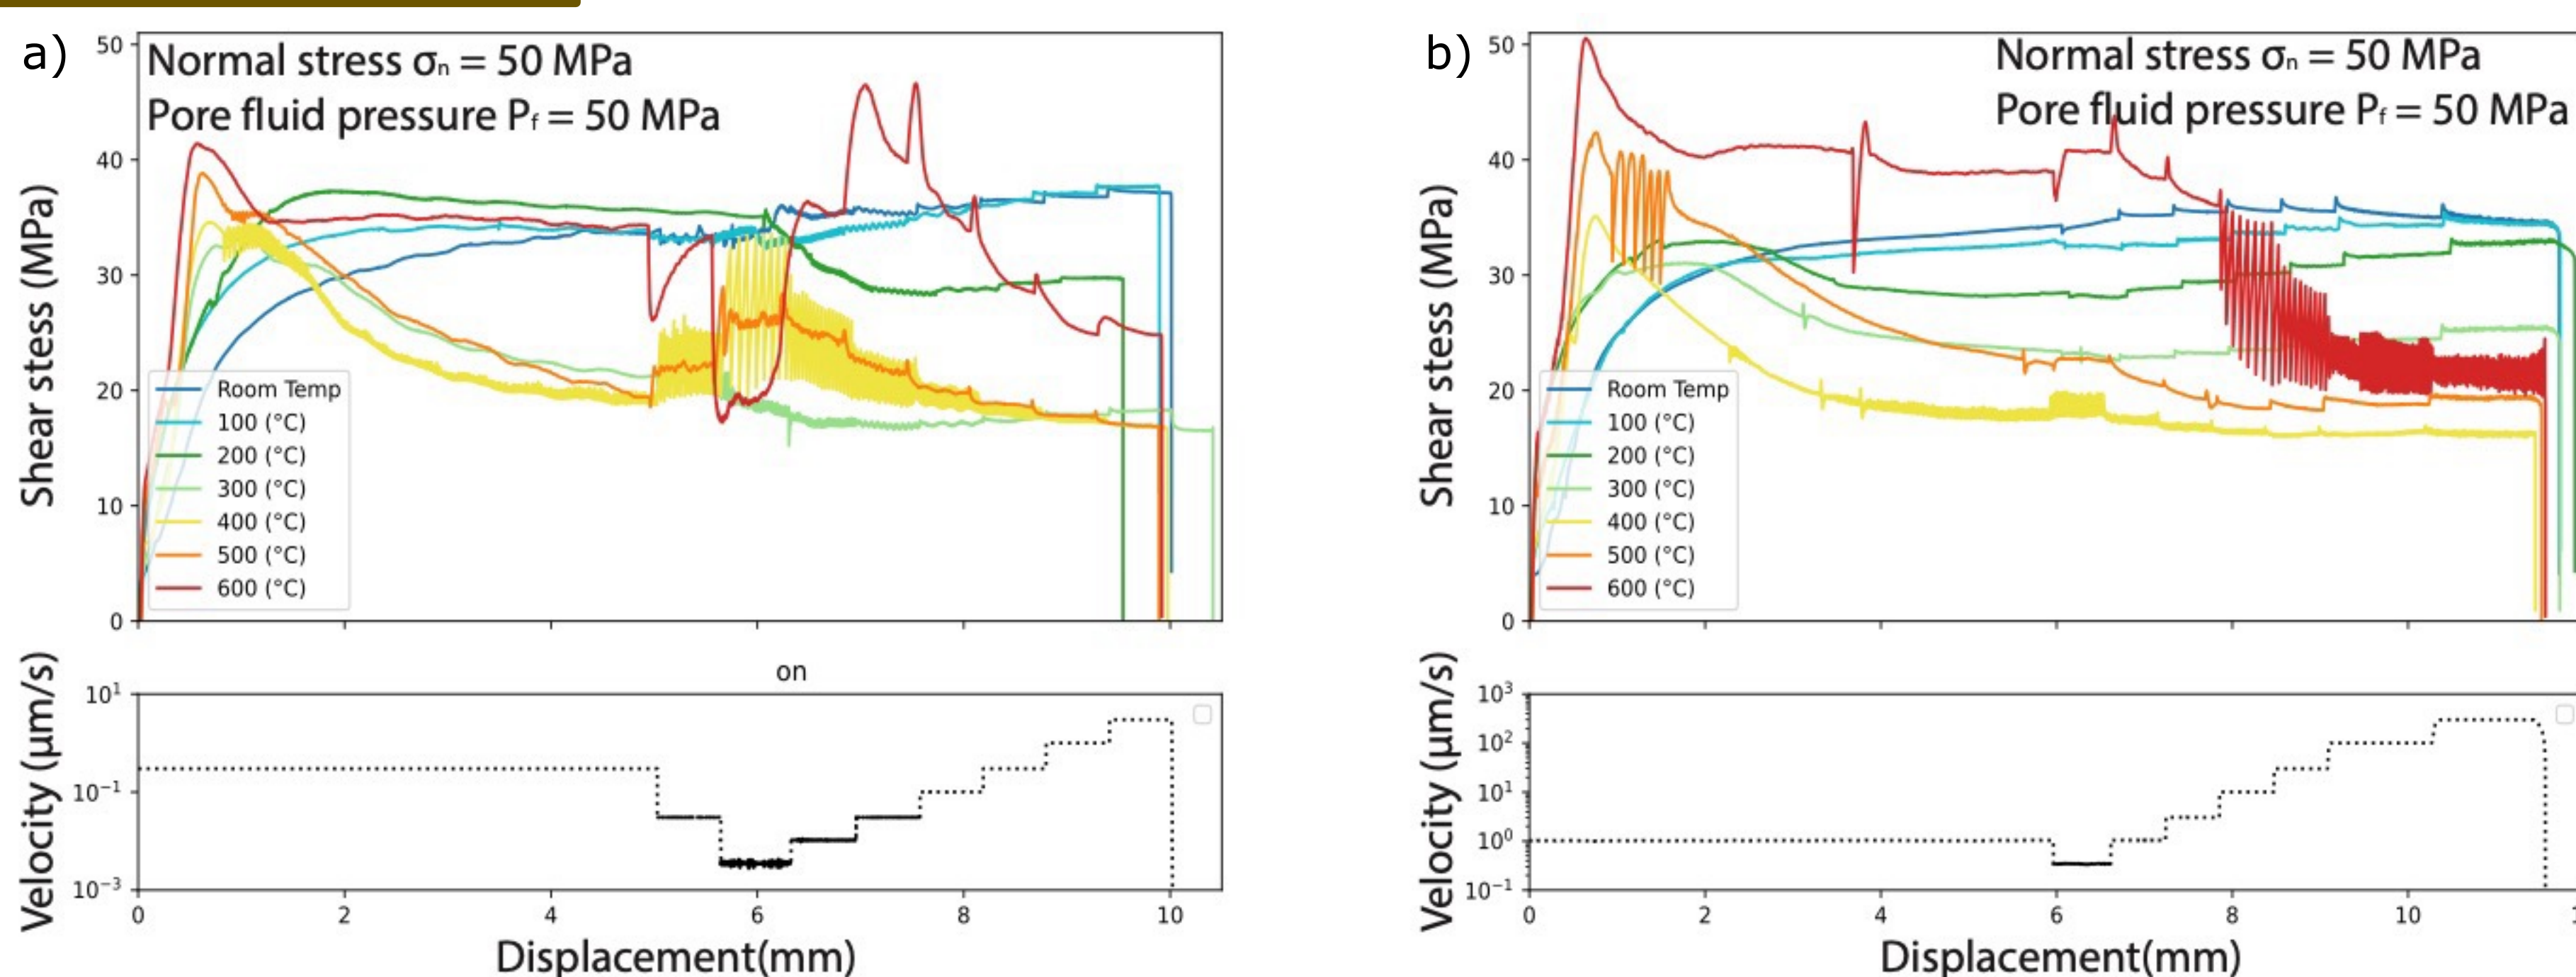 a)
Normal stress σn = 50 MPa
Pore fluid pressure Pf = 50 MPa
Shear stess (MPa)
50
40
30
20
10
0
Room Temp
100 (°C)
200 (°C)
300 (°C)
400 (°C)
500 (°C)
600 (°C)
on
Velocity (μm/s)
10¹
10⁻¹
10⁻³
0 2 4 6 8 10
Displacement(mm)
b)
Normal stress σn = 50 MPa
Pore fluid pressure Pf = 50 MPa
Shear stess (MPa)
50
40
30
20
10
0
Room Temp
100 (°C)
200 (°C)
300 (°C)
400 (°C)
500 (°C)
600 (°C)
Velocity (μm/s)
10³
10²
10¹
10⁰
10⁻¹
0 2 4 6 8 10
Displacement(mm)